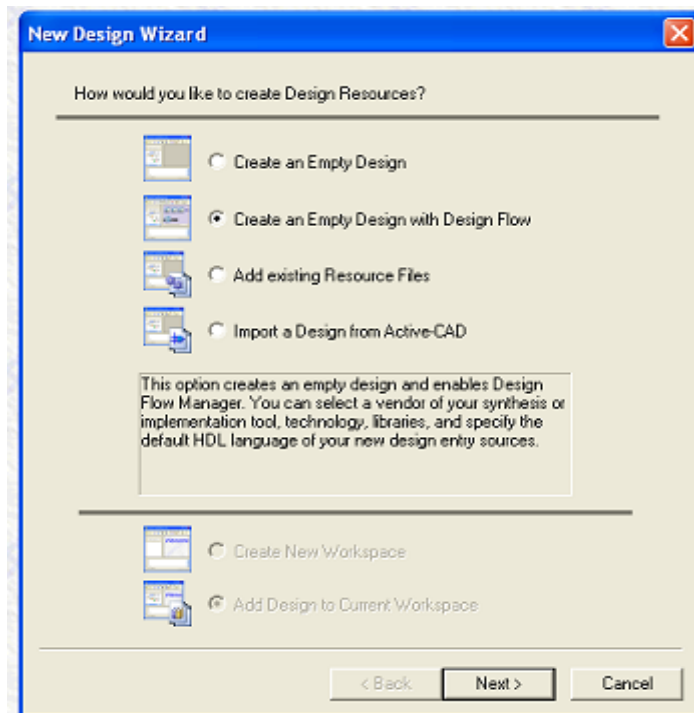 New Design Wizard
How would you like to create Design Resources?
Create an Empty Design
Create an Empty Design with Design Flow
Add existing Resource Files
Import a Design from Active-CAD
This option creates an empty design and enables Design
Flow Manager. You can select a vendor of your synthesis or
implementation tool, technology, libraries, and specify the
default HDL language of your new design entry sources.
Create New Workspace
Add Design to Current Workspace
< Back
Next >
Cancel